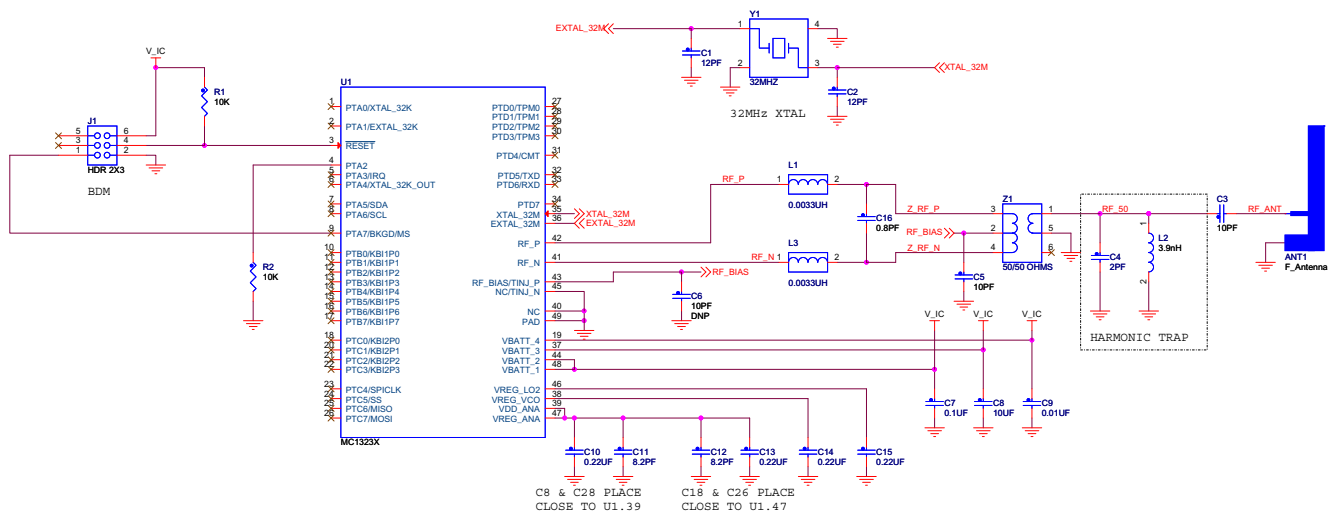 Y1
EXTAL_32M
1
4
C1
12PF
2
3
XTAL_32M
32MHZ
C2
12PF
32MHz XTAL
V_IC
R1
10K
J1
5
6
3
4
1
2
HDR 2X3
BDM
R2
10K
U1
1
PTA0/XTAL_32K
2
PTA1/EXTAL_32K
3
RESET
4
PTA2
5
PTA3/IRQ
6
PTA4/XTAL_32K_OUT
7
PTA5/SDA
8
PTA6/SCL
9
PTA7/BKGD/MS
10
PTB0/KBI1P0
11
PTB1/KBI1P1
12
PTB2/KBI1P2
13
PTB3/KBI1P3
14
PTB4/KBI1P4
15
PTB5/KBI1P5
16
PTB6/KBI1P6
17
PTB7/KBI1P7
18
PTC0/KBI2P0
20
PTC1/KBI2P1
21
PTC2/KBI2P2
22
PTC3/KBI2P3
23
PTC4/SPICLK
24
PTC5/SS
25
PTC6/MISO
26
PTC7/MOSI
MC1323X
PTD0/TPM0
27
PTD1/TPM1
28
PTD2/TPM2
29
PTD3/TPM3
30
PTD4/CMT
31
PTD5/TXD
32
PTD6/RXD
33
PTD7
34
XTAL_32M
35
XTAL_32M
EXTAL_32M
36
EXTAL_32M
RF_P
42
RF_N
41
RF_BIAS/TINJ_P
43
RF_BIAS
NC/TINJ_N
45
NC
40
PAD
49
VBATT_4
19
VBATT_3
37
VBATT_2
44
VBATT_1
48
VREG_LO2
46
VREG_VCO
38
VDD_ANA
39
VREG_ANA
47
C6
10PF
DNP
RF_P
1
L1
2
0.0033UH
C16
0.8PF
RF_N
1
L3
2
0.0033UH
Z_RF_P
RF_BIAS
Z_RF_N
C5
10PF
Z1
3
1
2
5
4
6
50/50 OHMS
RF_50
C4
2PF
1
L2
3.9nH
2
HARMONIC TRAP
C3
10PF
RF_ANT
ANT1
F_Antenna
V_IC
V_IC
V_IC
C7
0.1UF
C8
10UF
C9
0.01UF
C10
0.22UF
C11
8.2PF
C12
8.2PF
C13
0.22UF
C14
0.22UF
C15
0.22UF
C8 & C28 PLACE
CLOSE TO U1.39
C18 & C26 PLACE
CLOSE TO U1.47